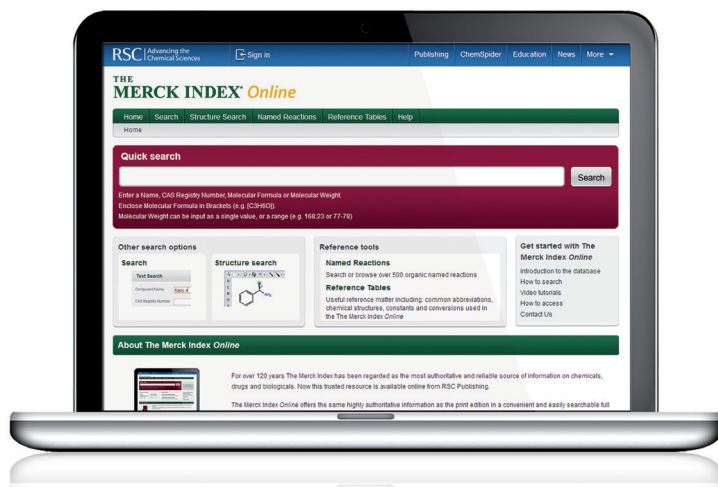 RSC | Advancing the
Chemical Sciences
Sign in
Publishing ChemSpider Education News More
THE
MERCK INDEX® Online
Home Search Structure Search Named Reactions Reference Tables Help
Home
Quick search
Search
Enter a Name, CAS Registry Number, Molecular Formula or Molecular Weight.
Enclose Molecular Formula in Brackets (e.g. [C3H6O]).
Molecular Weight can be input as a single value, or a range (e.g. 168.23 or 77-78)
Other search options
Search
Text Search
Compound Name
CAS Registry Number
Structure search
NH₂
Reference tools
Named Reactions
Search or browse over 500 organic named reactions
Reference Tables
Useful reference matter including: common abbreviations,
chemical structures, constants and conversions used in
the The Merck Index Online
Get started with The
Merck Index Online
Introduction to the database
How to search
Video tutorials
How to access
Contact Us
About The Merck Index Online
For over 120 years The Merck Index has been regarded as the most authoritative and reliable source of information on chemicals,
drugs and biologicals. Now this trusted resource is available online from RSC Publishing.
The Merck Index Online offers the same highly authoritative information as the print edition in a convenient and easily searchable full